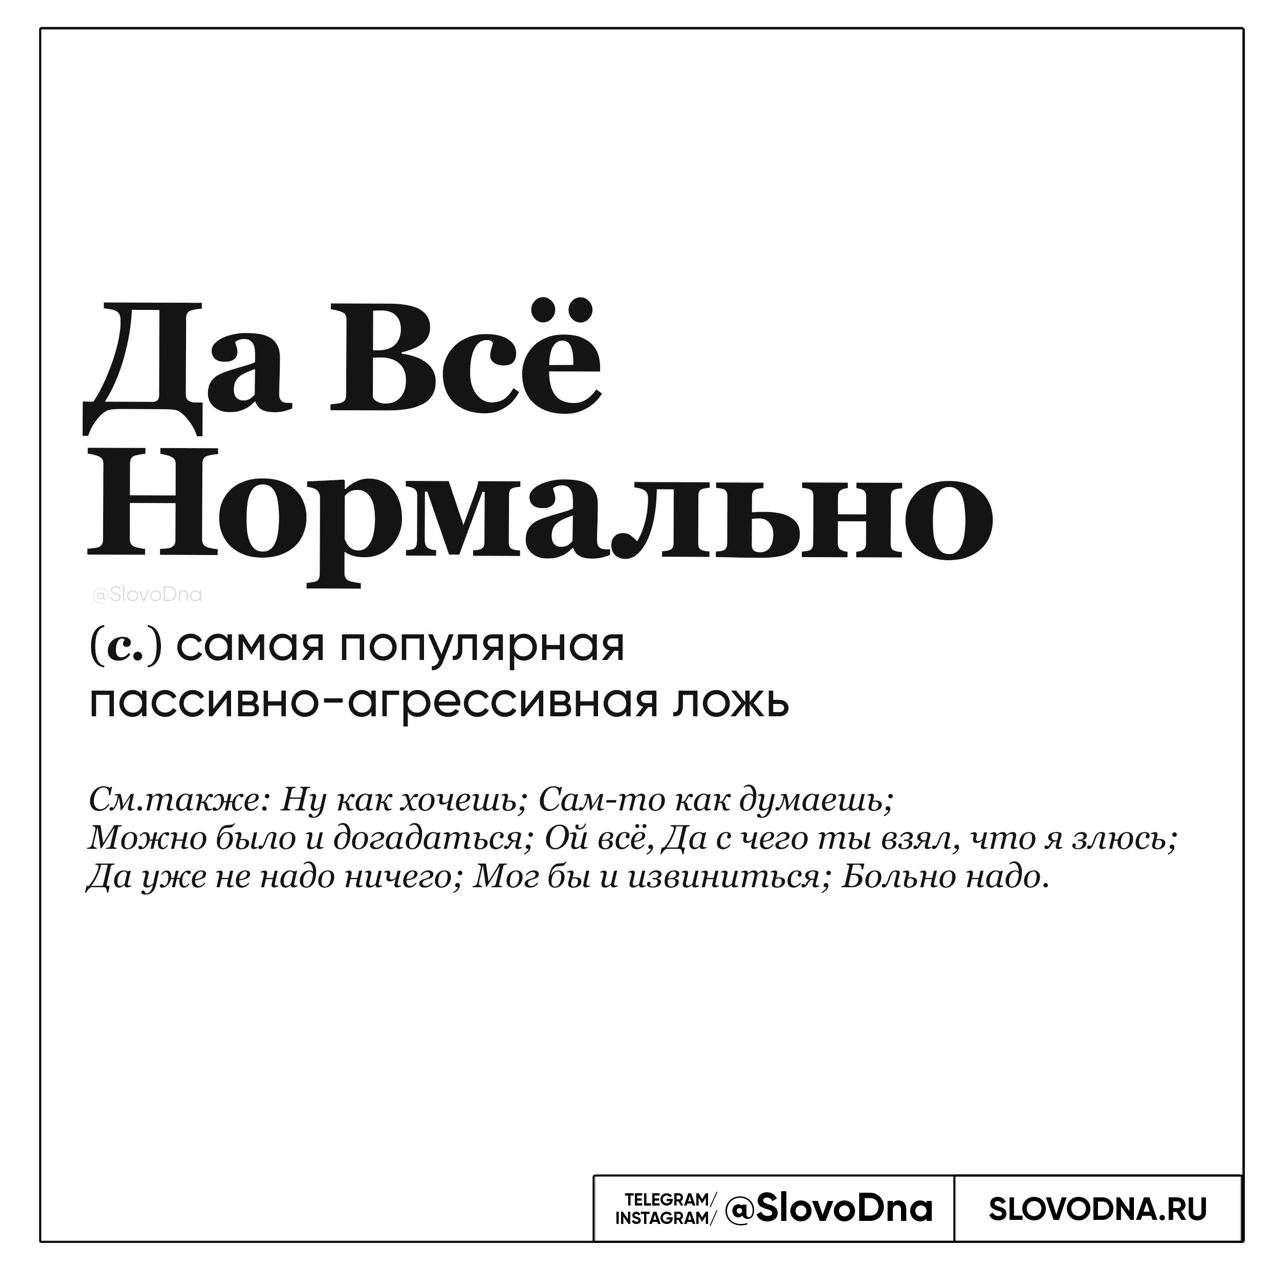 Да Всё
Нормально
@SlovoDna
(с.) самая популярная
пассивно-агрессивная ложь
См.также: Ну как хочешь; Сам-то как думаешь;
Можно было и догадаться; Ой всё, Да с чего ты взял, что я злюсь;
Да уже не надо ничего; Мог бы и извиниться; Больно надо.
TELEGRAM/
INSTAGRAM/
@SlovoDna
SLOVODNA.RU